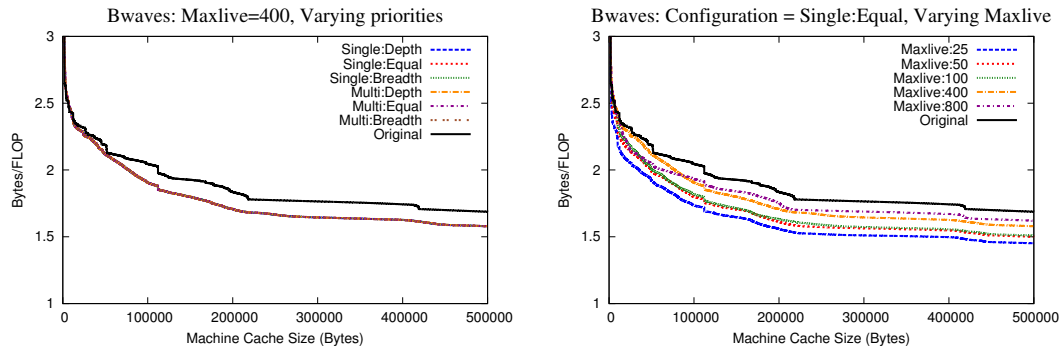 Bwaves: Maxlive=400, Varying priorities
3
2.5
2
1.5
1
Bytes/FLOP
Single:Depth
Single:Equal
Single:Breadth
Multi:Depth
Multi:Equal
Multi:Breadth
Original
0 100000 200000 300000 400000 500000
Machine Cache Size (Bytes)
Bwaves: Configuration = Single:Equal, Varying Maxlive
3
2.5
2
1.5
1
Bytes/FLOP
Maxlive:25
Maxlive:50
Maxlive:100
Maxlive:400
Maxlive:800
Original
0 100000 200000 300000 400000 500000
Machine Cache Size (Bytes)